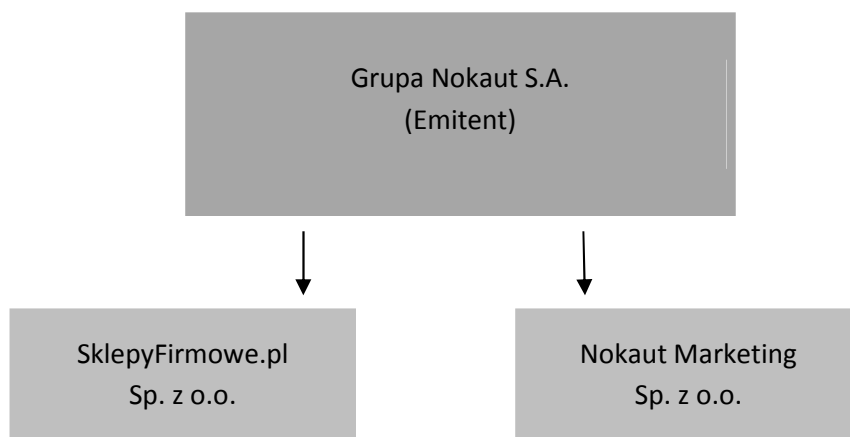 Grupa Nokaut S.A.
(Emitent)
SklepyFirmowe.pl
Sp. z o.o.
Nokaut Marketing
Sp. z o.o.